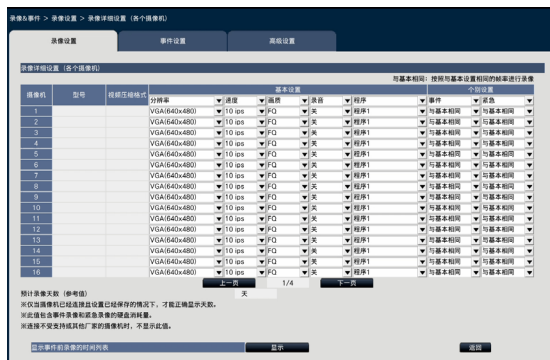 录像&事件 > 录像设置 > 录像详细设置 (各个摄像机)
录像设置 事件设置 高级设置
录像详细设置 (各个摄像机)
与基本相同：按照与基本设置相同的帧率进行录像
摄像机 型号 视频压缩格式 基本设置 个别设置
分辨率 速度 画质 录音 程序 事件 紧急
1 VGA(640x480) 10 ips FQ 关 程序1 与基本相同 与基本相同
2 VGA(640x480) 10 ips FQ 关 程序1 与基本相同 与基本相同
3 VGA(640x480) 10 ips FQ 关 程序1 与基本相同 与基本相同
4 VGA(640x480) 10 ips FQ 关 程序1 与基本相同 与基本相同
5 VGA(640x480) 10 ips FQ 关 程序1 与基本相同 与基本相同
6 VGA(640x480) 10 ips FQ 关 程序1 与基本相同 与基本相同
7 VGA(640x480) 10 ips FQ 关 程序1 与基本相同 与基本相同
8 VGA(640x480) 10 ips FQ 关 程序1 与基本相同 与基本相同
9 VGA(640x480) 10 ips FQ 关 程序1 与基本相同 与基本相同
10 VGA(640x480) 10 ips FQ 关 程序1 与基本相同 与基本相同
11 VGA(640x480) 10 ips FQ 关 程序1 与基本相同 与基本相同
12 VGA(640x480) 10 ips FQ 关 程序1 与基本相同 与基本相同
13 VGA(640x480) 10 ips FQ 关 程序1 与基本相同 与基本相同
14 VGA(640x480) 10 ips FQ 关 程序1 与基本相同 与基本相同
15 VGA(640x480) 10 ips FQ 关 程序1 与基本相同 与基本相同
16 VGA(640x480) 10 ips FQ 关 程序1 与基本相同 与基本相同
上一页 1/4 下一页
预计录像天数 (参考值) 天
※仅当摄像机已经连接且设置已经保存的情况下，才能正确显示天数。
※此值包含事件录像和紧急录像的硬盘消耗量。
※连接不受支持或其他厂家的摄像机时，不显示此值。
显示事件前录像的时间列表 显示 返回